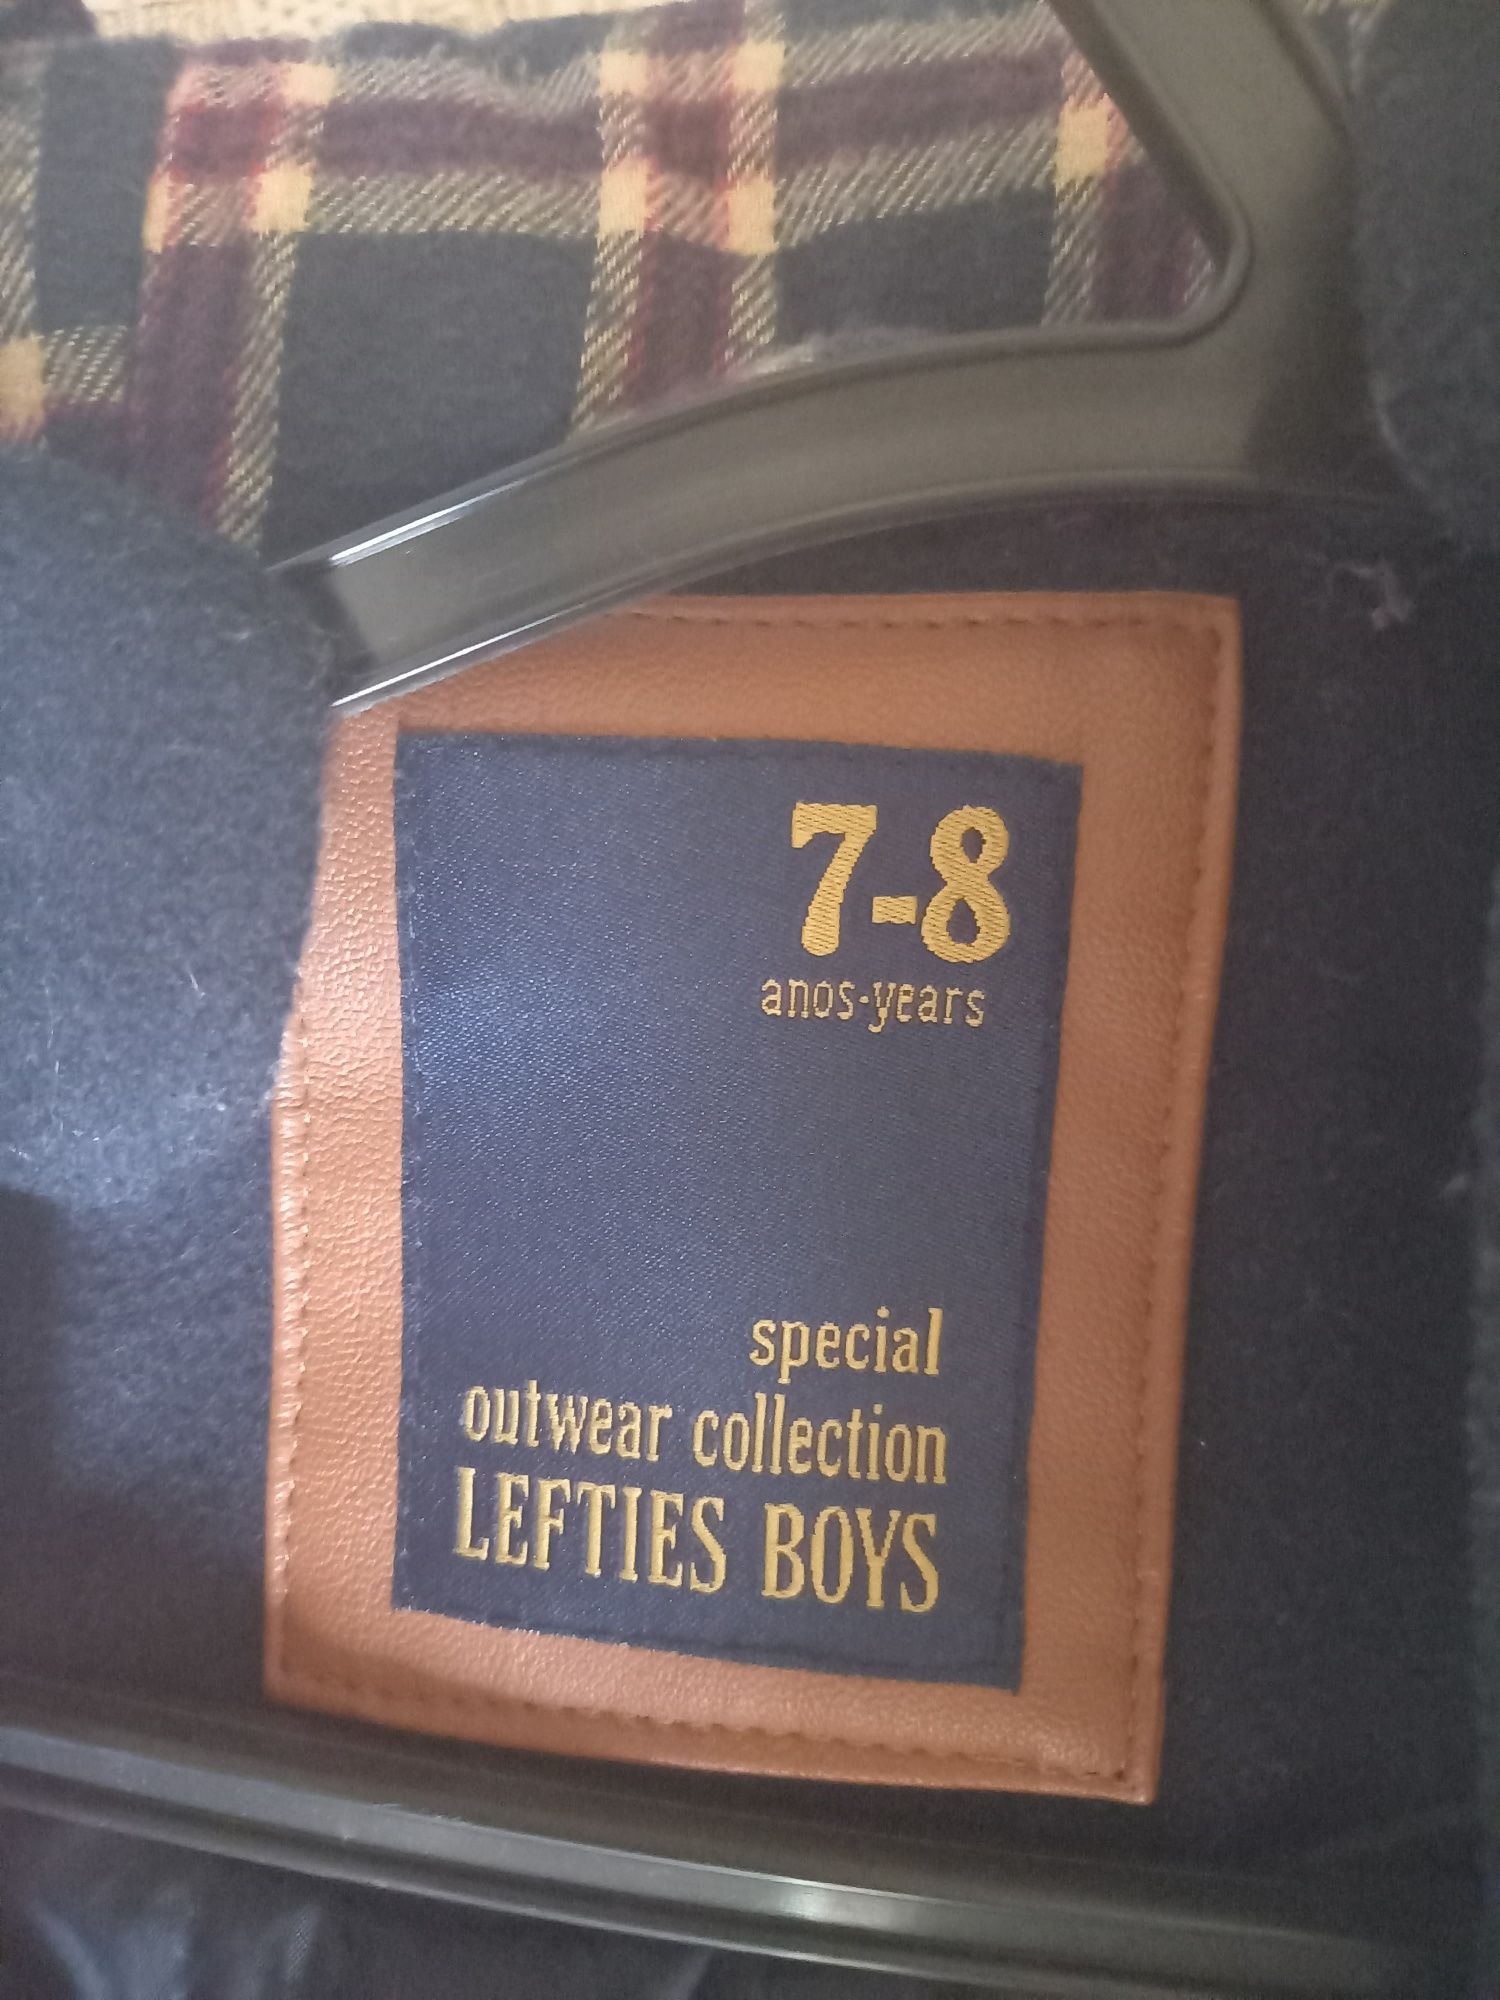 7-8
anos-years
special
outwear collection
LEFTIES BOYS